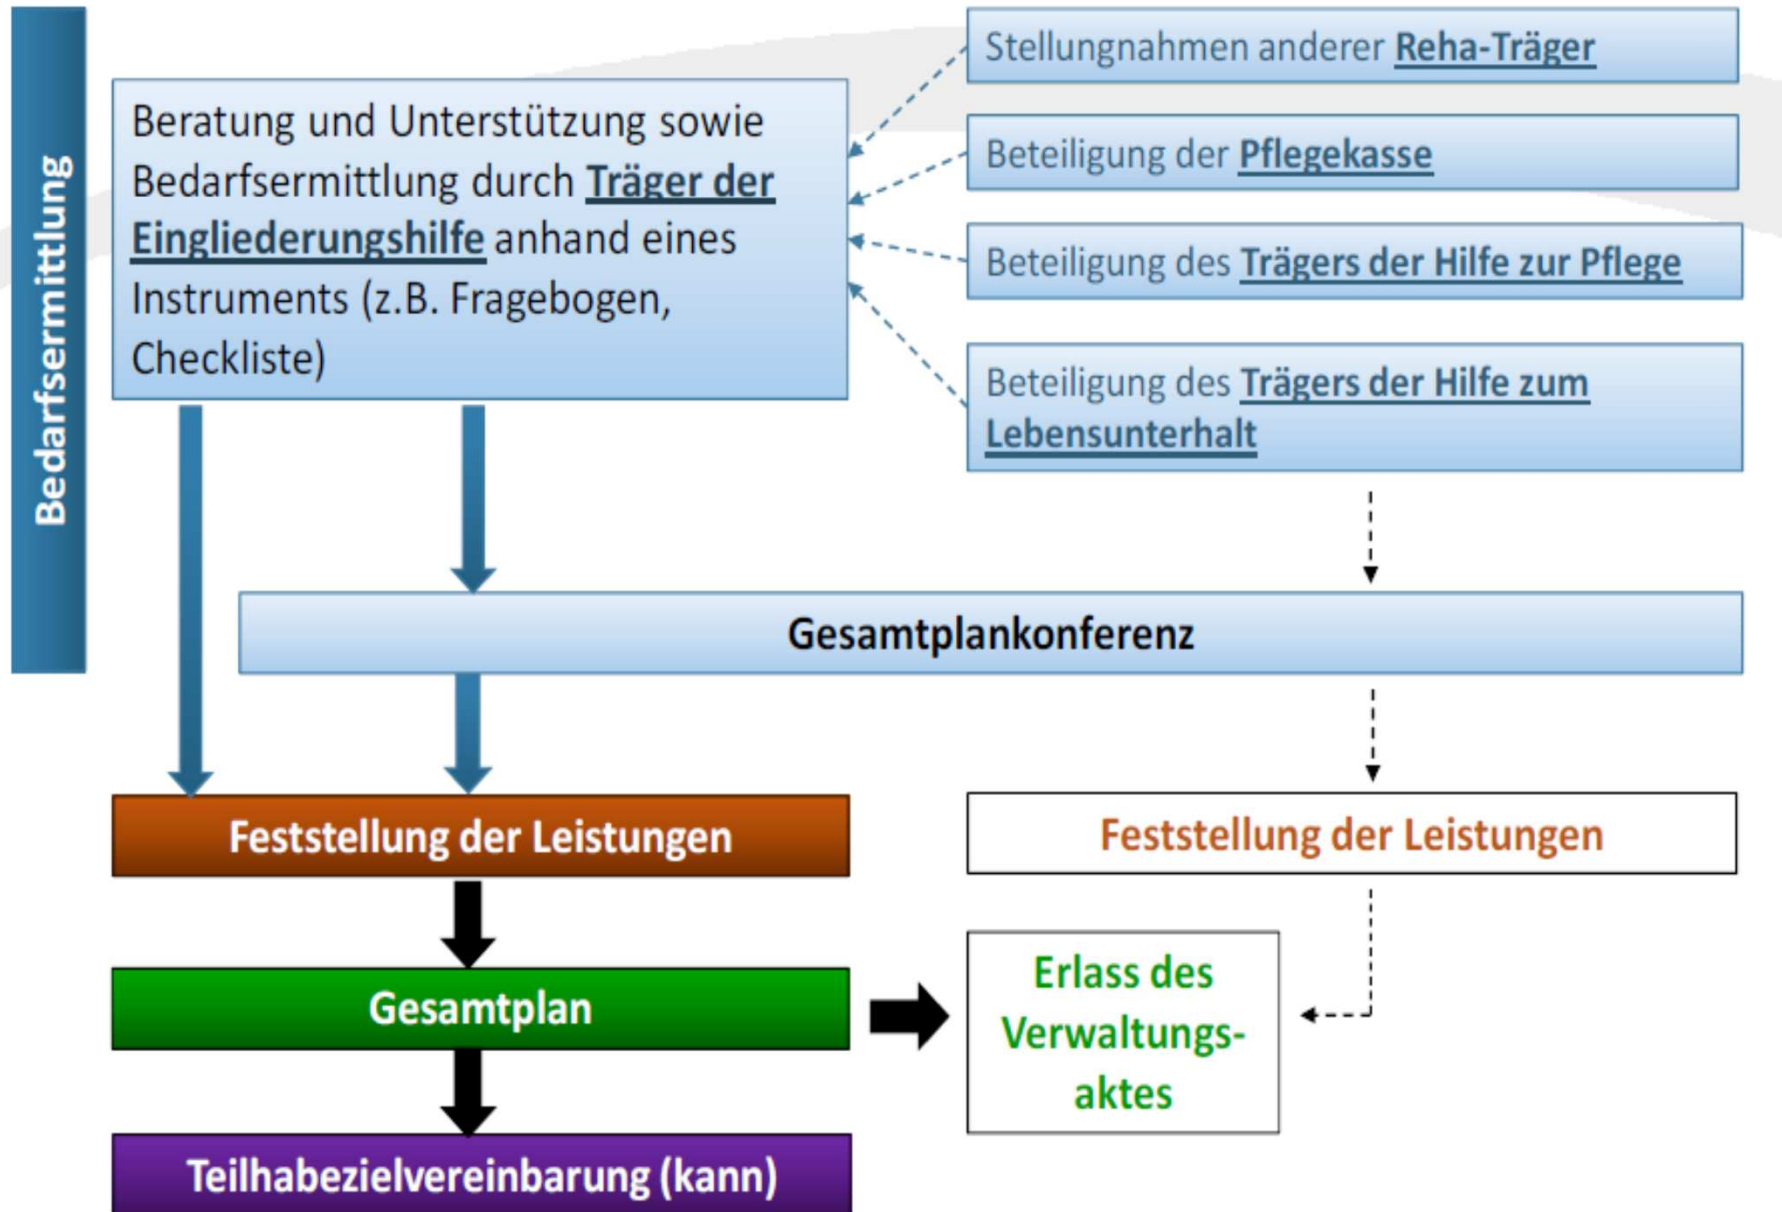 Bedarfsermittlung
Beratung und Unterstützung sowie
Bedarfsermittlung durch Träger der
Eingliederungshilfe anhand eines
Instruments (z.B. Fragebogen,
Checkliste)
Stellungnahmen anderer Reha-Träger
Beteiligung der Pflegekasse
Beteiligung des Trägers der Hilfe zur Pflege
Beteiligung des Trägers der Hilfe zum
Lebensunterhalt
Gesamtplankonferenz
Feststellung der Leistungen
Feststellung der Leistungen
Gesamtplan
Erlass des
Verwaltungs-
aktes
Teilhabezielvereinbarung (kann)